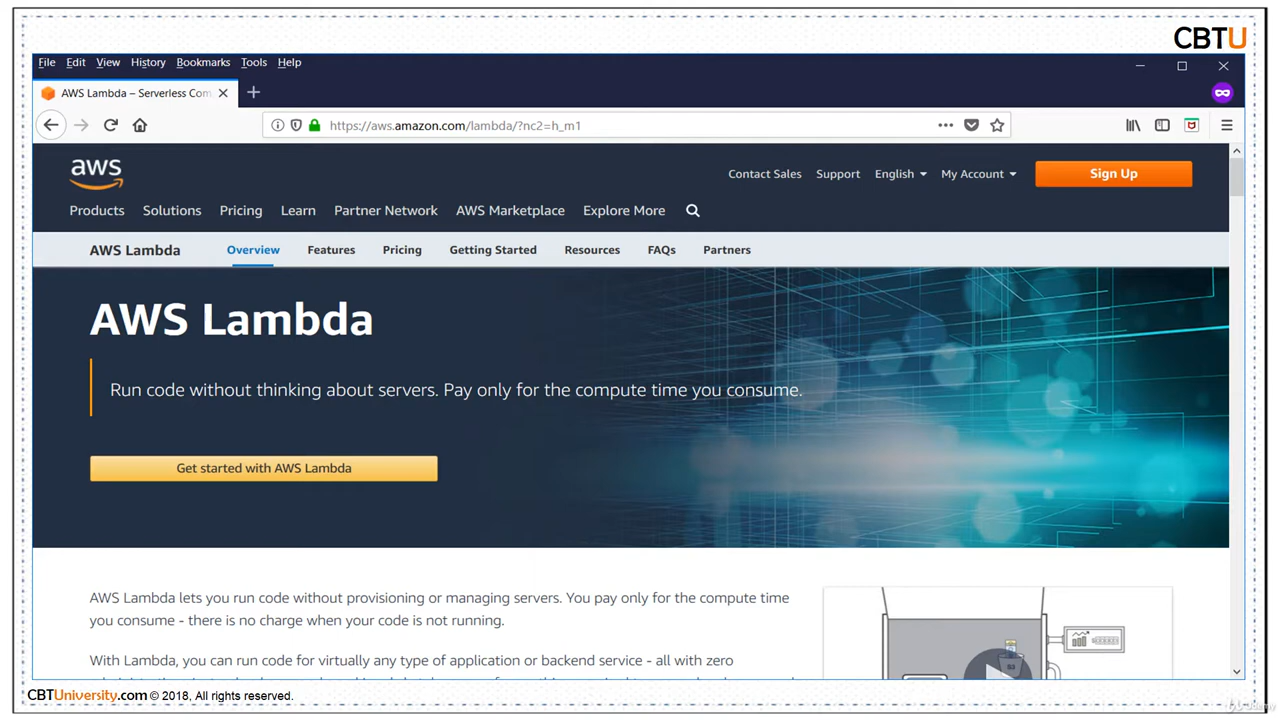 CBTU
File Edit View History Bookmarks Tools Help
AWS Lambda – Serverless Com
https://aws.amazon.com/lambda/?nc2=h_m1
aws
Contact Sales Support English My Account Sign Up
Products Solutions Pricing Learn Partner Network AWS Marketplace Explore More
AWS Lambda Overview Features Pricing Getting Started Resources FAQs Partners
AWS Lambda
Run code without thinking about servers. Pay only for the compute time you consume.
Get started with AWS Lambda
AWS Lambda lets you run code without provisioning or managing servers. You pay only for the compute time
you consume - there is no charge when your code is not running.
With Lambda, you can run code for virtually any type of application or backend service - all with zero
CBTUniversity.com © 2018, All rights reserved.